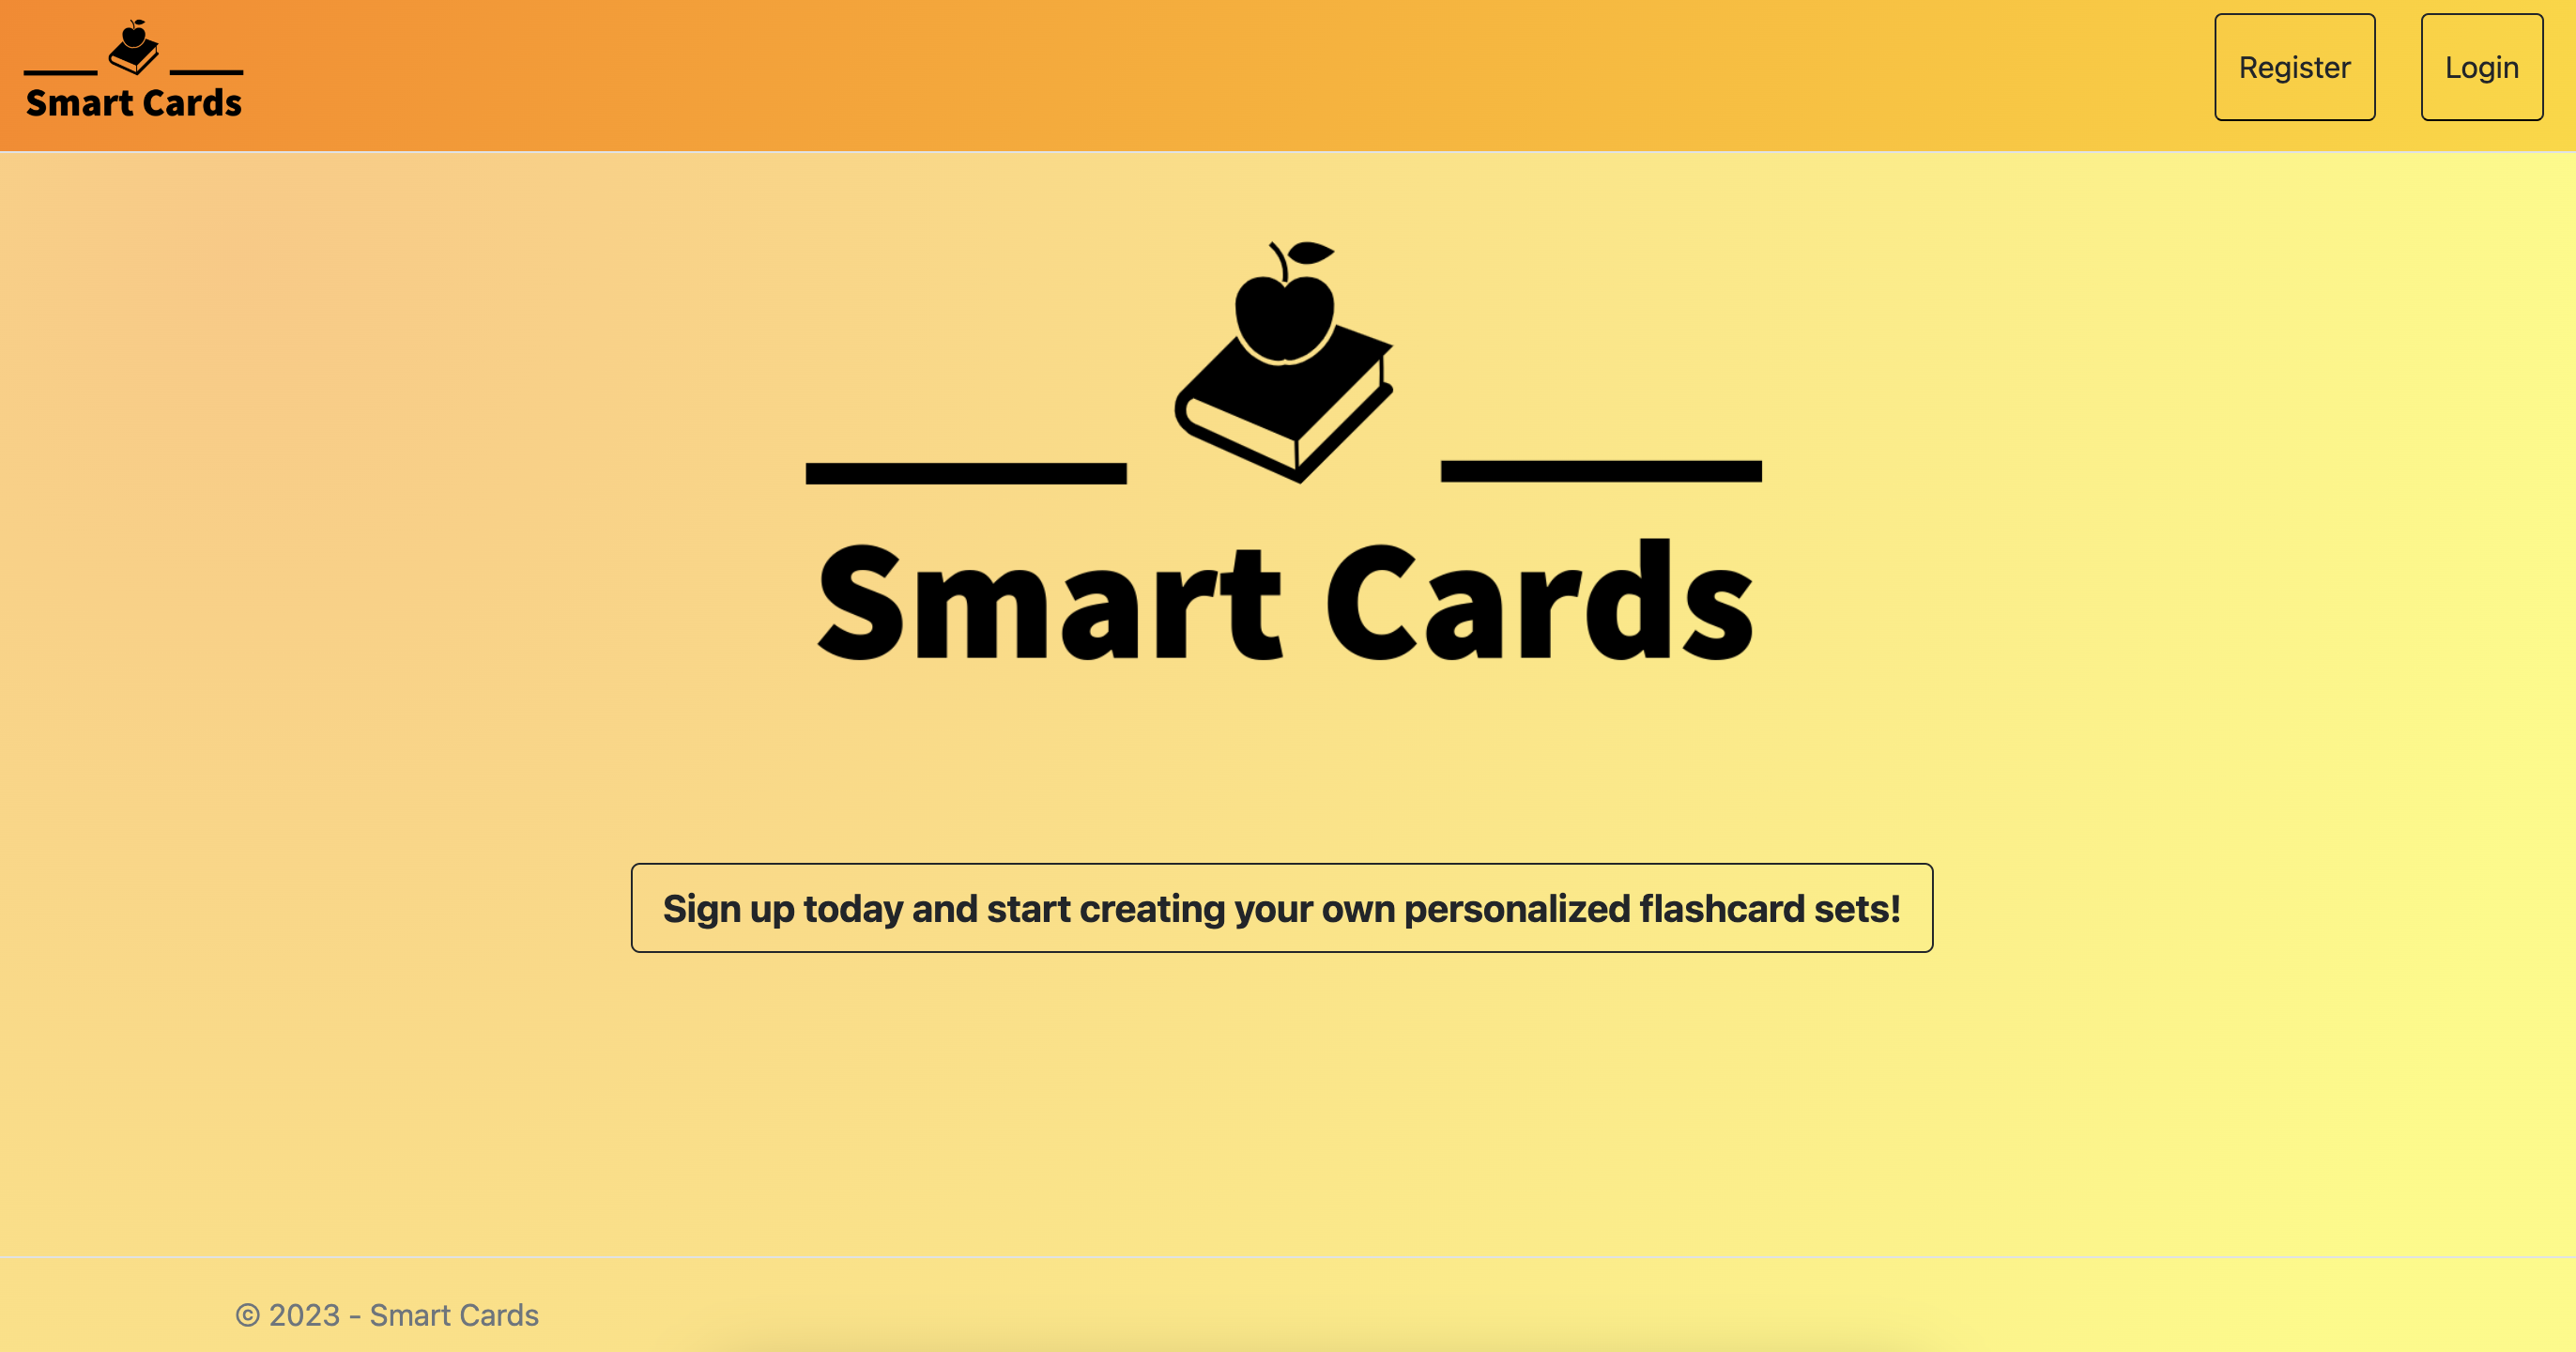 Smart Cards
Register
Login
Smart Cards
Sign up today and start creating your own personalized flashcard sets!
© 2023 - Smart Cards